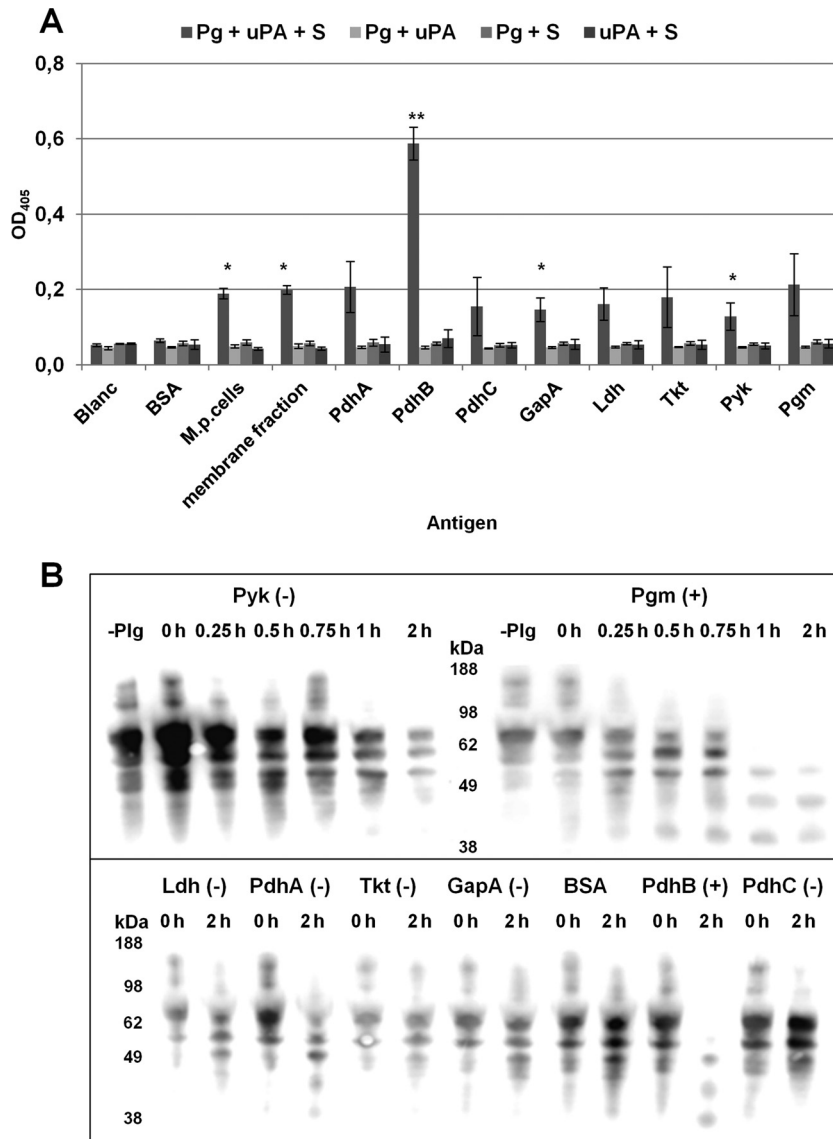 A
Pg + uPA + S Pg + uPA Pg + S uPA + S
0,8
0,6
0,4
0,2
0,0
OD405
* * ** * *
Blanc BSA M.p.cells membrane fraction PdhA PdhB PdhC GapA Ldh Tkt Pyk Pgm
Antigen
B
Pyk (-) Pgm (+)
-Plg 0 h 0.25 h 0.5 h 0.75 h 1 h 2 h -Plg 0 h 0.25 h 0.5 h 0.75 h 1 h 2 h
kDa
188
98
62
49
38
Ldh (-) PdhA (-) Tkt (-) GapA (-) BSA PdhB (+) PdhC (-)
kDa 0 h 2 h 0 h 2 h 0 h 2 h 0 h 2 h 0 h 2 h 0 h 2 h 0 h 2 h
188
98
62
49
38